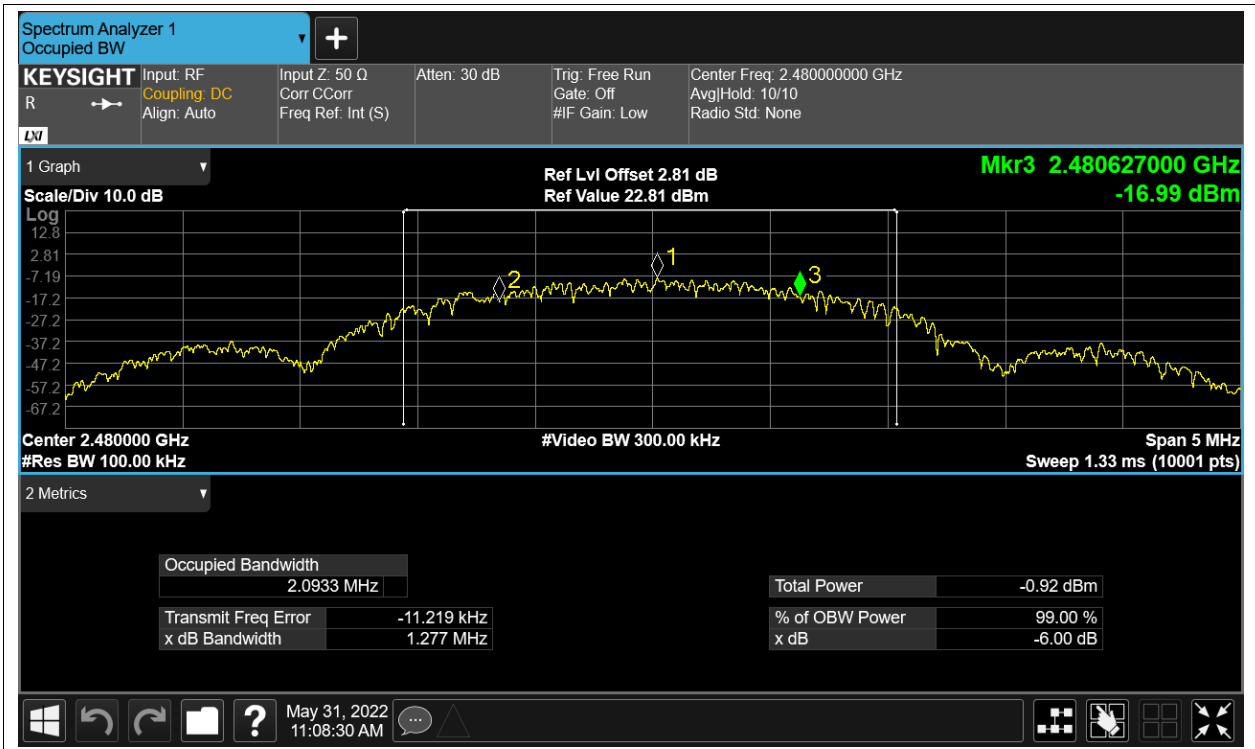 Spectrum Analyzer 1
Occupied BW
KEYSIGHT
R
LXI
Input: RF
Coupling: DC
Align: Auto
Input Z: 50 Ω
Corr CCorr
Freq Ref: Int (S)
Atten: 30 dB
Trig: Free Run
Gate: Off
#IF Gain: Low
Center Freq: 2.480000000 GHz
Avg|Hold: 10/10
Radio Std: None
1 Graph
Scale/Div 10.0 dB
Ref Lvl Offset 2.81 dB
Ref Value 22.81 dBm
Mkr3 2.480627000 GHz
-16.99 dBm
Log
12.8
2.81
-7.19
-17.2
-27.2
-37.2
-47.2
-57.2
-67.2
1
2
3
Center 2.480000 GHz
#Video BW 300.00 kHz
Span 5 MHz
#Res BW 100.00 kHz
Sweep 1.33 ms (10001 pts)
2 Metrics
Occupied Bandwidth
2.0933 MHz
Total Power -0.92 dBm
Transmit Freq Error -11.219 kHz
% of OBW Power 99.00 %
x dB Bandwidth 1.277 MHz
x dB -6.00 dB
?
May 31, 2022
11:08:30 AM